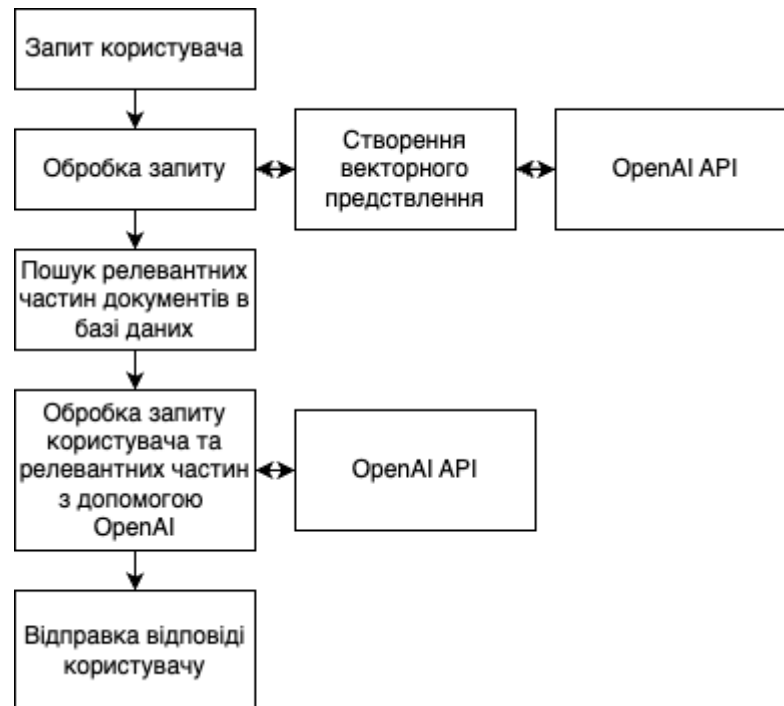 Запит користувача
Обробка запиту
Створення
векторного
предствлення
OpenAI API
Пошук релевантних
частин документів в
базі даних
Обробка запиту
користувача та
релевантних частин
з допомогою
OpenAI
OpenAI API
Відправка відповіді
користувачу